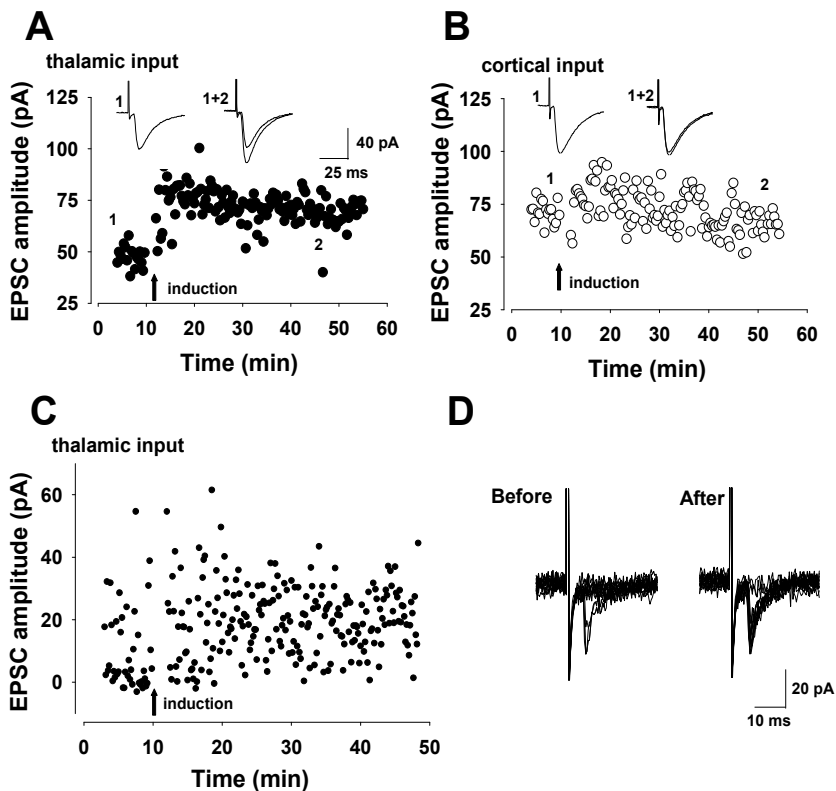 A
thalamic input
EPSC amplitude (pA)
125
100
75
50
25
1
1+2
40 pA
25 ms
1
2
induction
0 10 20 30 40 50 60
Time (min)
B
cortical input
EPSC amplitude (pA)
125
100
75
50
25
1
1+2
1
2
induction
0 10 20 30 40 50 60
Time (min)
C
thalamic input
EPSC amplitude (pA)
60
40
20
0
induction
0 10 20 30 40 50
Time (min)
D
Before
After
20 pA
10 ms